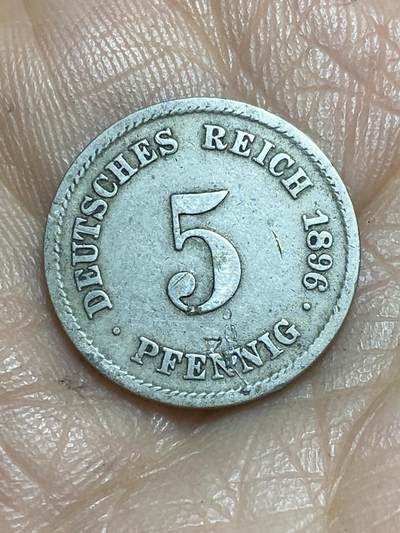 DEUTSCHES REICH 1896
5
PFENNIG